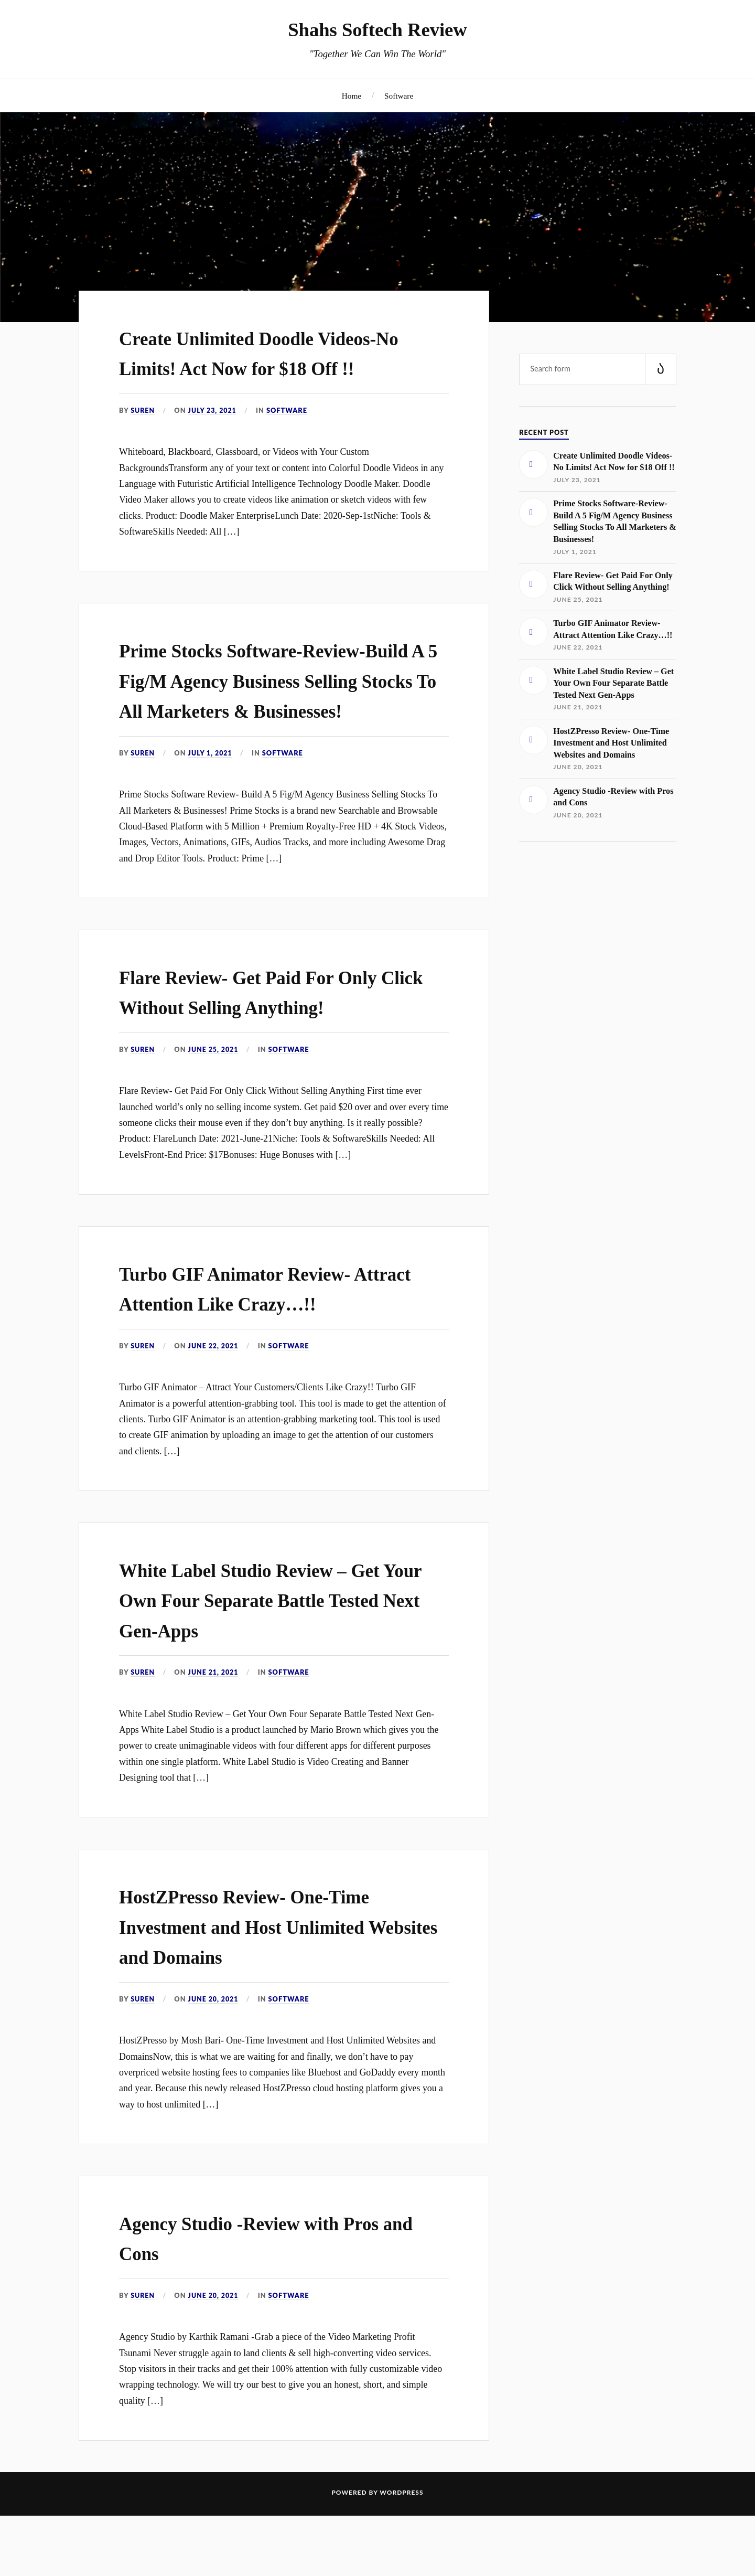 Shahs Softech Review
"Together We Can Win The World"
Home / Software
Create Unlimited Doodle Videos-No
Limits! Act Now for $18 Off !!
BY SUREN / ON JULY 23, 2021 / IN SOFTWARE
Whiteboard, Blackboard, Glassboard, or Videos with Your Custom
BackgroundsTransform any of your text or content into Colorful Doodle Videos in any
Language with Futuristic Artificial Intelligence Technology Doodle Maker. Doodle
Video Maker allows you to create videos like animation or sketch videos with few
clicks. Product: Doodle Maker EnterpriseLunch Date: 2020-Sep-1stNiche: Tools &
SoftwareSkills Needed: All […]
Prime Stocks Software-Review-Build A 5
Fig/M Agency Business Selling Stocks To
All Marketers & Businesses!
BY SUREN / ON JULY 1, 2021 / IN SOFTWARE
Prime Stocks Software Review- Build A 5 Fig/M Agency Business Selling Stocks To
All Marketers & Businesses! Prime Stocks is a brand new Searchable and Browsable
Cloud-Based Platform with 5 Million + Premium Royalty-Free HD + 4K Stock Videos,
Images, Vectors, Animations, GIFs, Audios Tracks, and more including Awesome Drag
and Drop Editor Tools. Product: Prime […]
Flare Review- Get Paid For Only Click
Without Selling Anything!
BY SUREN / ON JUNE 25, 2021 / IN SOFTWARE
Flare Review- Get Paid For Only Click Without Selling Anything First time ever
launched world’s only no selling income system. Get paid $20 over and over every time
someone clicks their mouse even if they don’t buy anything. Is it really possible?
Product: FlareLunch Date: 2021-June-21Niche: Tools & SoftwareSkills Needed: All
LevelsFront-End Price: $17Bonuses: Huge Bonuses with […]
Turbo GIF Animator Review- Attract
Attention Like Crazy…!!
BY SUREN / ON JUNE 22, 2021 / IN SOFTWARE
Turbo GIF Animator – Attract Your Customers/Clients Like Crazy!! Turbo GIF
Animator is a powerful attention-grabbing tool. This tool is made to get the attention of
clients. Turbo GIF Animator is an attention-grabbing marketing tool. This tool is used
to create GIF animation by uploading an image to get the attention of our customers
and clients. […]
White Label Studio Review – Get Your
Own Four Separate Battle Tested Next
Gen-Apps
BY SUREN / ON JUNE 21, 2021 / IN SOFTWARE
White Label Studio Review – Get Your Own Four Separate Battle Tested Next Gen-
Apps White Label Studio is a product launched by Mario Brown which gives you the
power to create unimaginable videos with four different apps for different purposes
within one single platform. White Label Studio is Video Creating and Banner
Designing tool that […]
HostZPresso Review- One-Time
Investment and Host Unlimited Websites
and Domains
BY SUREN / ON JUNE 20, 2021 / IN SOFTWARE
HostZPresso by Mosh Bari- One-Time Investment and Host Unlimited Websites and
DomainsNow, this is what we are waiting for and finally, we don’t have to pay
overpriced website hosting fees to companies like Bluehost and GoDaddy every month
and year. Because this newly released HostZPresso cloud hosting platform gives you a
way to host unlimited […]
Agency Studio -Review with Pros and
Cons
BY SUREN / ON JUNE 20, 2021 / IN SOFTWARE
Agency Studio by Karthik Ramani -Grab a piece of the Video Marketing Profit
Tsunami Never struggle again to land clients & sell high-converting video services.
Stop visitors in their tracks and get their 100% attention with fully customizable video
wrapping technology. We will try our best to give you an honest, short, and simple
quality […]
Search form
RECENT POST
Create Unlimited Doodle Videos-
No Limits! Act Now for $18 Off !!
JULY 23, 2021
Prime Stocks Software-Review-
Build A 5 Fig/M Agency Business
Selling Stocks To All Marketers &
Businesses!
JULY 1, 2021
Flare Review- Get Paid For Only
Click Without Selling Anything!
JUNE 25, 2021
Turbo GIF Animator Review-
Attract Attention Like Crazy…!!
JUNE 22, 2021
White Label Studio Review – Get
Your Own Four Separate Battle
Tested Next Gen-Apps
JUNE 21, 2021
HostZPresso Review- One-Time
Investment and Host Unlimited
Websites and Domains
JUNE 20, 2021
Agency Studio -Review with Pros
and Cons
JUNE 20, 2021
POWERED BY WORDPRESS